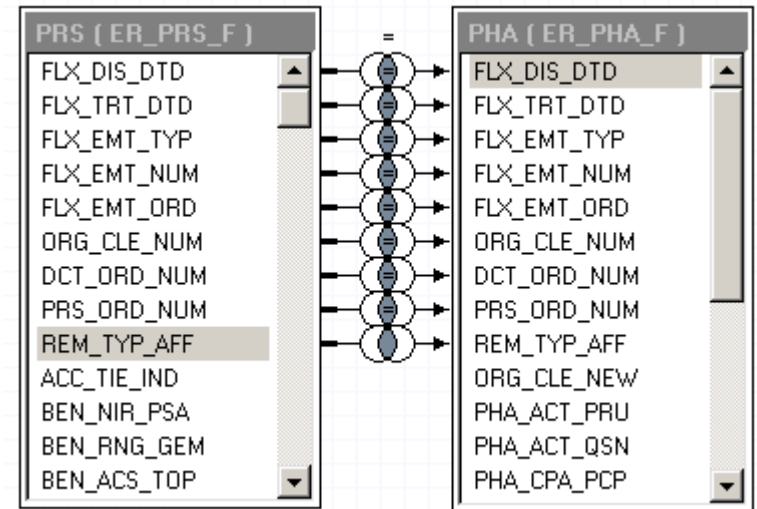 PRS ( ER_PRS_F )
FLX_DIS_DTD
FLX_TRT_DTD
FLX_EMT_TYP
FLX_EMT_NUM
FLX_EMT_ORD
ORG_CLE_NUM
DCT_ORD_NUM
PRS_ORD_NUM
REM_TYP_AFF
ACC_TIE_IND
BEN_NIR_PSA
BEN_RNG_GEM
BEN_ACS_TOP
=
=
=
=
=
=
=
=
=
PHA ( ER_PHA_F )
FLX_DIS_DTD
FLX_TRT_DTD
FLX_EMT_TYP
FLX_EMT_NUM
FLX_EMT_ORD
ORG_CLE_NUM
DCT_ORD_NUM
PRS_ORD_NUM
REM_TYP_AFF
ORG_CLE_NEW
PHA_ACT_PRU
PHA_ACT_QSN
PHA_CPA_PCP